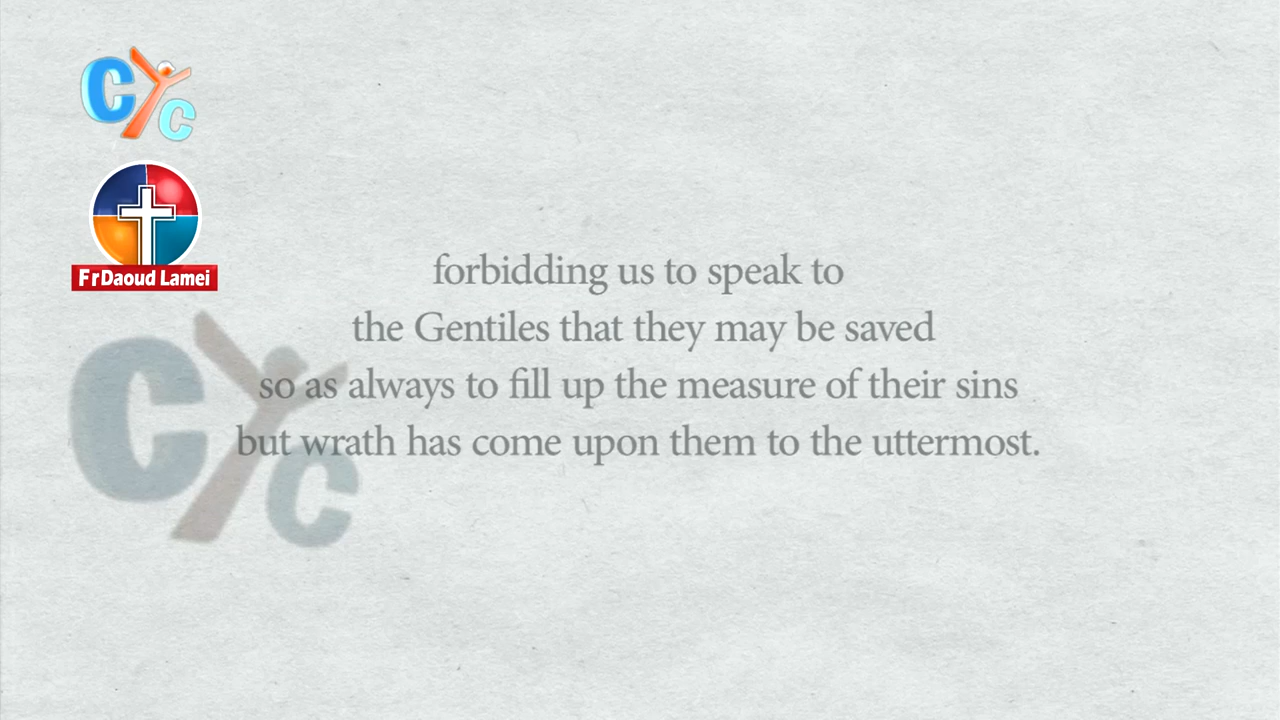 CYC
FrDaoud Lamei
forbidding us to speak to
the Gentiles that they may be saved
so as always to fill up the measure of their sins
but wrath has come upon them to the uttermost.
CYC